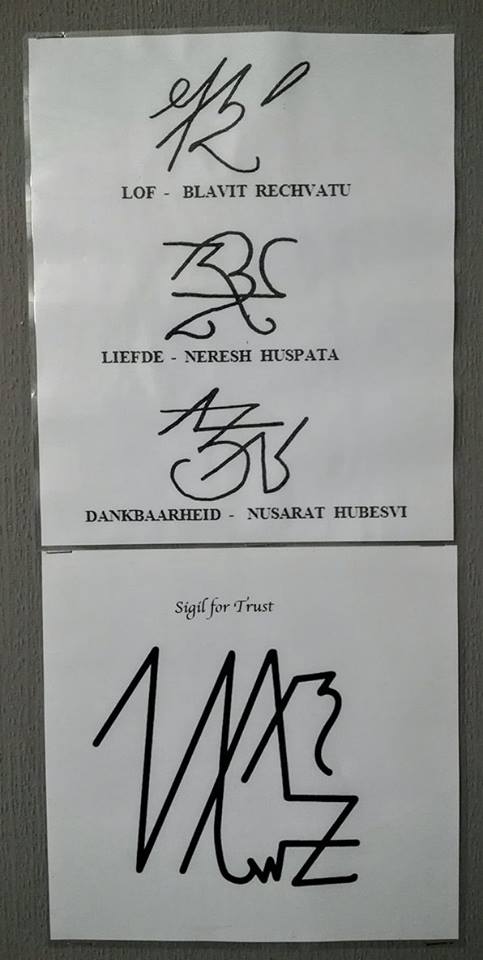 LOF - BLAVIT RECHVATU
LIEFDE - NERESH HUSPATA
DANKBAARHEID - NUSARAT HUBESVI
Sigil for Trust